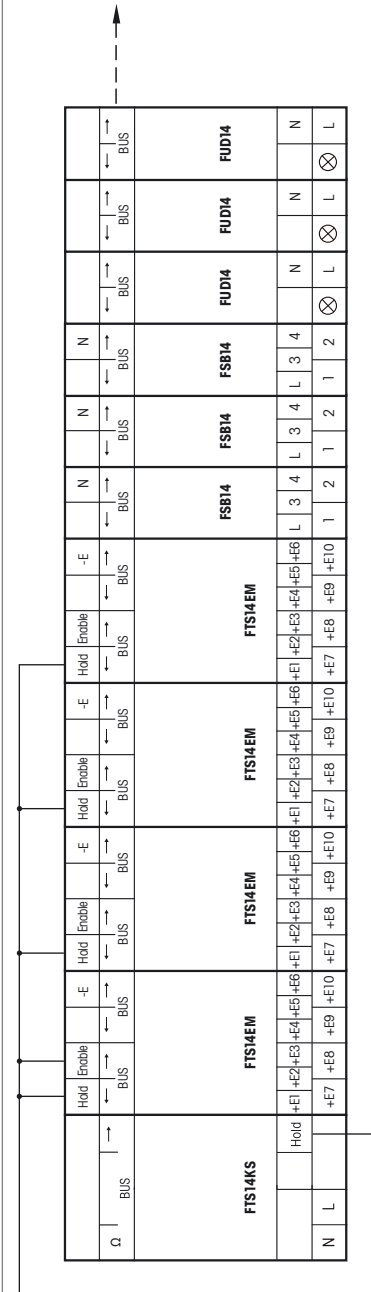 Hold Enable -E Hold Enable -E Hold Enable -E Hold Enable -E N N N
Ω → ← → ← → ← → ← → ← → ← → ← → ← → ← → ← → ← → ← → ← → ← →
BUS BUS BUS BUS BUS BUS BUS BUS BUS BUS BUS BUS BUS BUS BUS
FTS14KS FTS14EM FTS14EM FTS14EM FTS14EM FSB14 FSB14 FSB14 FUD14 FUD14 FUD14
Hold +E1 +E2 +E3 +E4 +E5 +E6 +E1 +E2 +E3 +E4 +E5 +E6 +E1 +E2 +E3 +E4 +E5 +E6 +E1 +E2 +E3 +E4 +E5 +E6 L 3 4 L 3 4 L 3 4 N N N
N L +E7 +E8 +E9 +E10 +E7 +E8 +E9 +E10 +E7 +E8 +E9 +E10 +E7 +E8 +E9 +E10 1 2 1 2 1 2 L L L